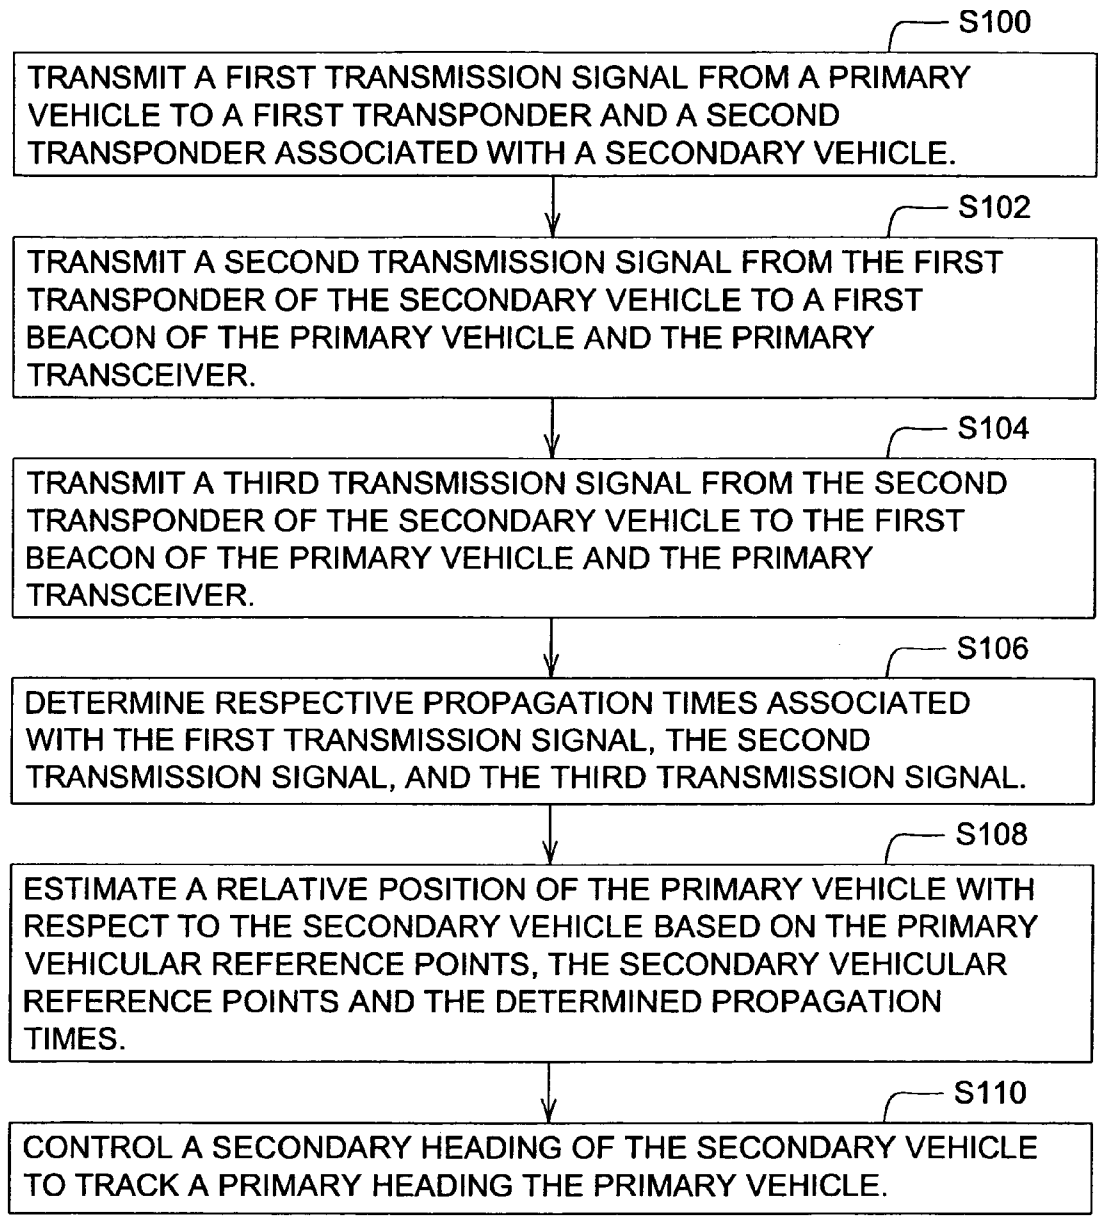 S100
TRANSMIT A FIRST TRANSMISSION SIGNAL FROM A PRIMARY
VEHICLE TO A FIRST TRANSPONDER AND A SECOND
TRANSPONDER ASSOCIATED WITH A SECONDARY VEHICLE.
S102
TRANSMIT A SECOND TRANSMISSION SIGNAL FROM THE FIRST
TRANSPONDER OF THE SECONDARY VEHICLE TO A FIRST
BEACON OF THE PRIMARY VEHICLE AND THE PRIMARY
TRANSCEIVER.
S104
TRANSMIT A THIRD TRANSMISSION SIGNAL FROM THE SECOND
TRANSPONDER OF THE SECONDARY VEHICLE TO THE FIRST
BEACON OF THE PRIMARY VEHICLE AND THE PRIMARY
TRANSCEIVER.
S106
DETERMINE RESPECTIVE PROPAGATION TIMES ASSOCIATED
WITH THE FIRST TRANSMISSION SIGNAL, THE SECOND
TRANSMISSION SIGNAL, AND THE THIRD TRANSMISSION SIGNAL.
S108
ESTIMATE A RELATIVE POSITION OF THE PRIMARY VEHICLE WITH
RESPECT TO THE SECONDARY VEHICLE BASED ON THE PRIMARY
VEHICULAR REFERENCE POINTS, THE SECONDARY VEHICULAR
REFERENCE POINTS AND THE DETERMINED PROPAGATION
TIMES.
S110
CONTROL A SECONDARY HEADING OF THE SECONDARY VEHICLE
TO TRACK A PRIMARY HEADING THE PRIMARY VEHICLE.